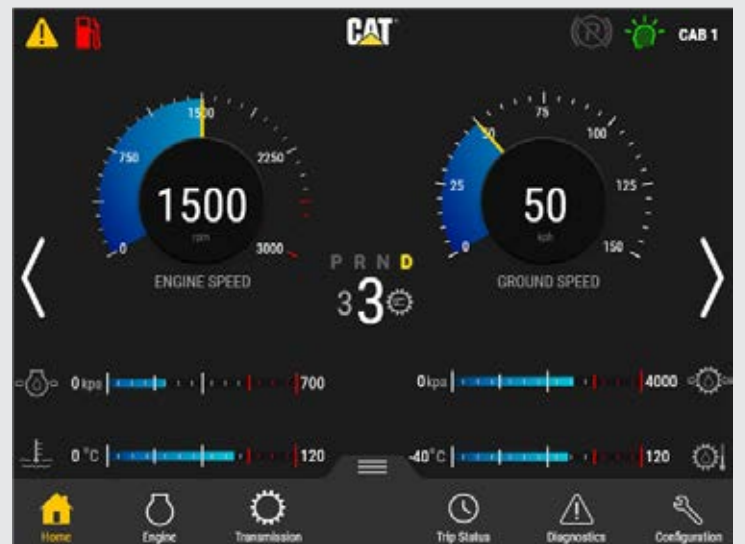 CAT
CAB 1
1500
75
750
2250
50
100
25
125
1500
rpm
50
kph
0
3000
0
150
ENGINE SPEED
P R N D
GROUND SPEED
3 3
0 kpa
700
0 kpa
4000
0 °C
120
-40°C
120
Home
Engine
Transmission
Trip Status
Diagnostics
Configuration